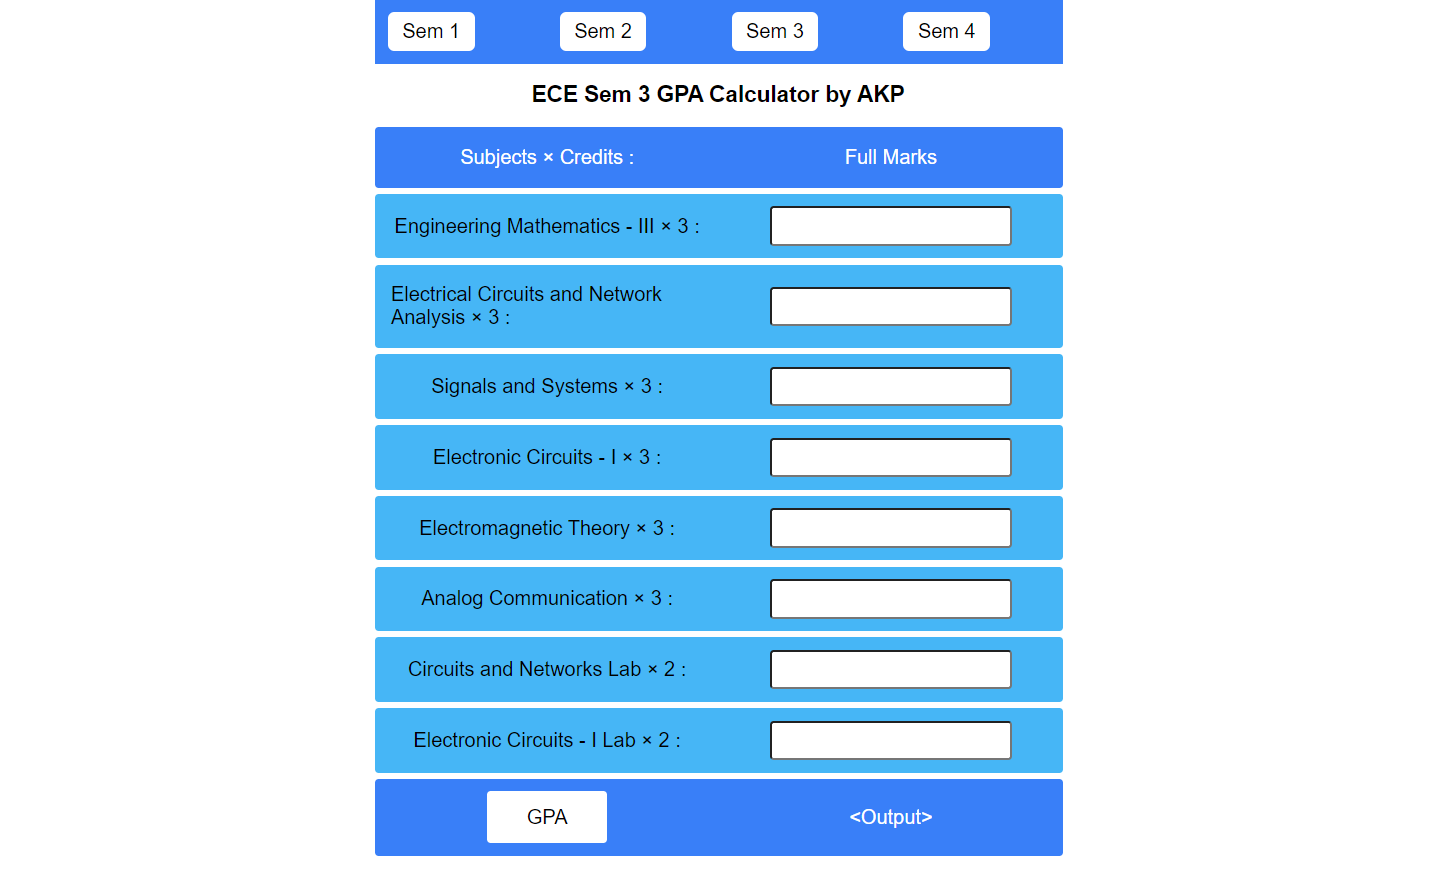 Sem 1 Sem 2 Sem 3 Sem 4
ECE Sem 3 GPA Calculator by AKP
Subjects × Credits : Full Marks
Engineering Mathematics - III × 3 :
Electrical Circuits and Network
Analysis × 3 :
Signals and Systems × 3 :
Electronic Circuits - I × 3 :
Electromagnetic Theory × 3 :
Analog Communication × 3 :
Circuits and Networks Lab × 2 :
Electronic Circuits - I Lab × 2 :
GPA <Output>